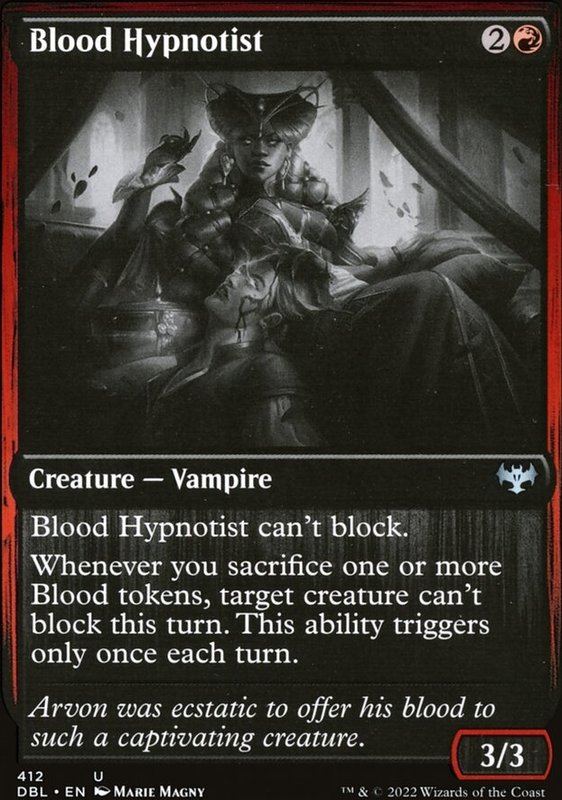 Blood Hypnotist 2
Creature — Vampire
Blood Hypnotist can't block.
Whenever you sacrifice one or more
Blood tokens, target creature can't
block this turn. This ability triggers
only once each turn.
Arvon was ecstatic to offer his blood to
such a captivating creature.
3/3
412 U
DBL • EN Marie Magny
™ & © 2022 Wizards of the Coast